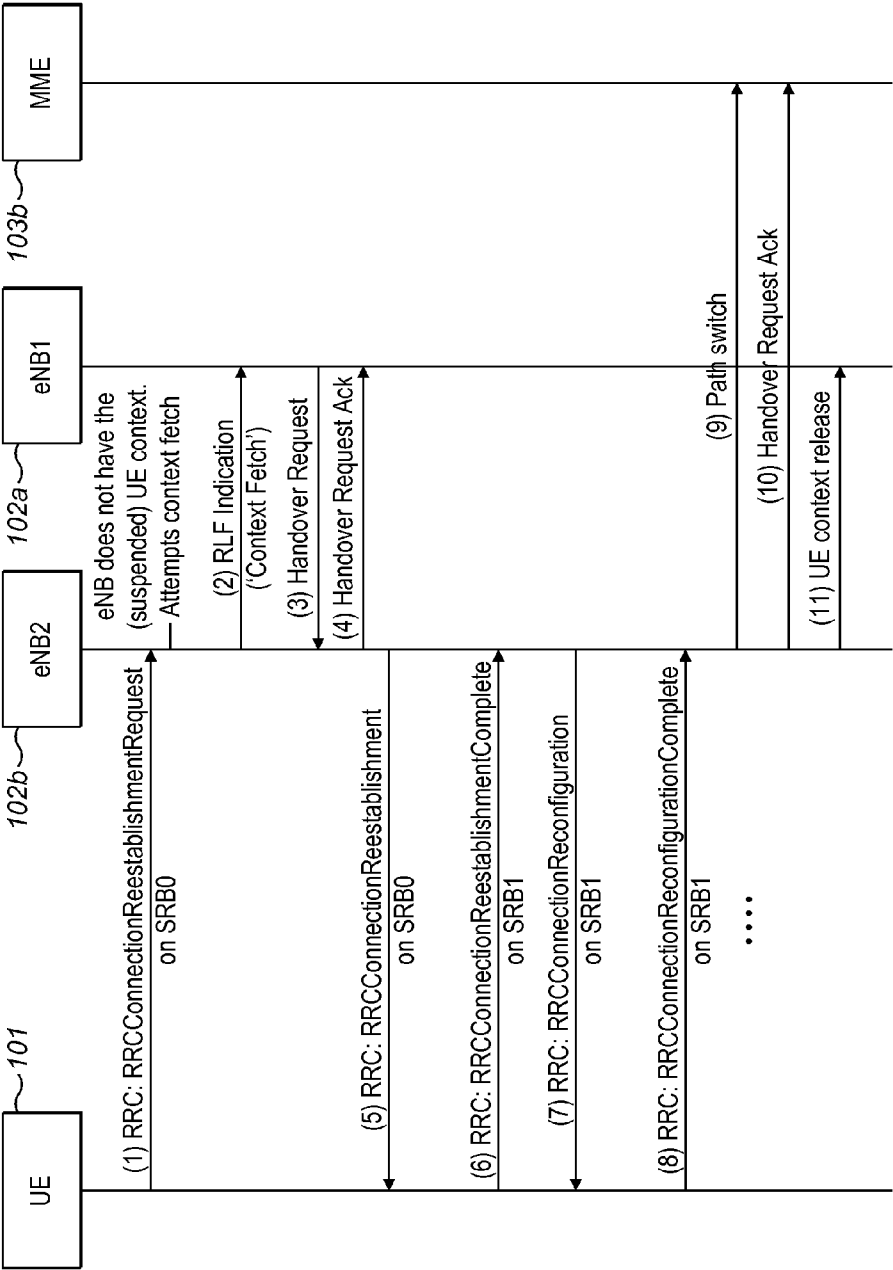 101
102b
102a
103b
UE
eNB2
eNB1
MME
(1) RRC: RRCConnectionReestablishmentRequest
on SRB0
eNB does not have the
(suspended) UE context.
Attempts context fetch
(2) RLF Indication
('Context Fetch')
(3) Handover Request
(4) Handover Request Ack
(5) RRC: RRCConnectionReestablishment
on SRB0
(6) RRC: RRCConnectionReestablishmentComplete
on SRB1
(7) RRC: RRCConnectionReconfiguration
on SRB1
(8) RRC: RRCConnectionReconfigurationComplete
on SRB1
....
(9) Path switch
(10) Handover Request Ack
(11) UE context release